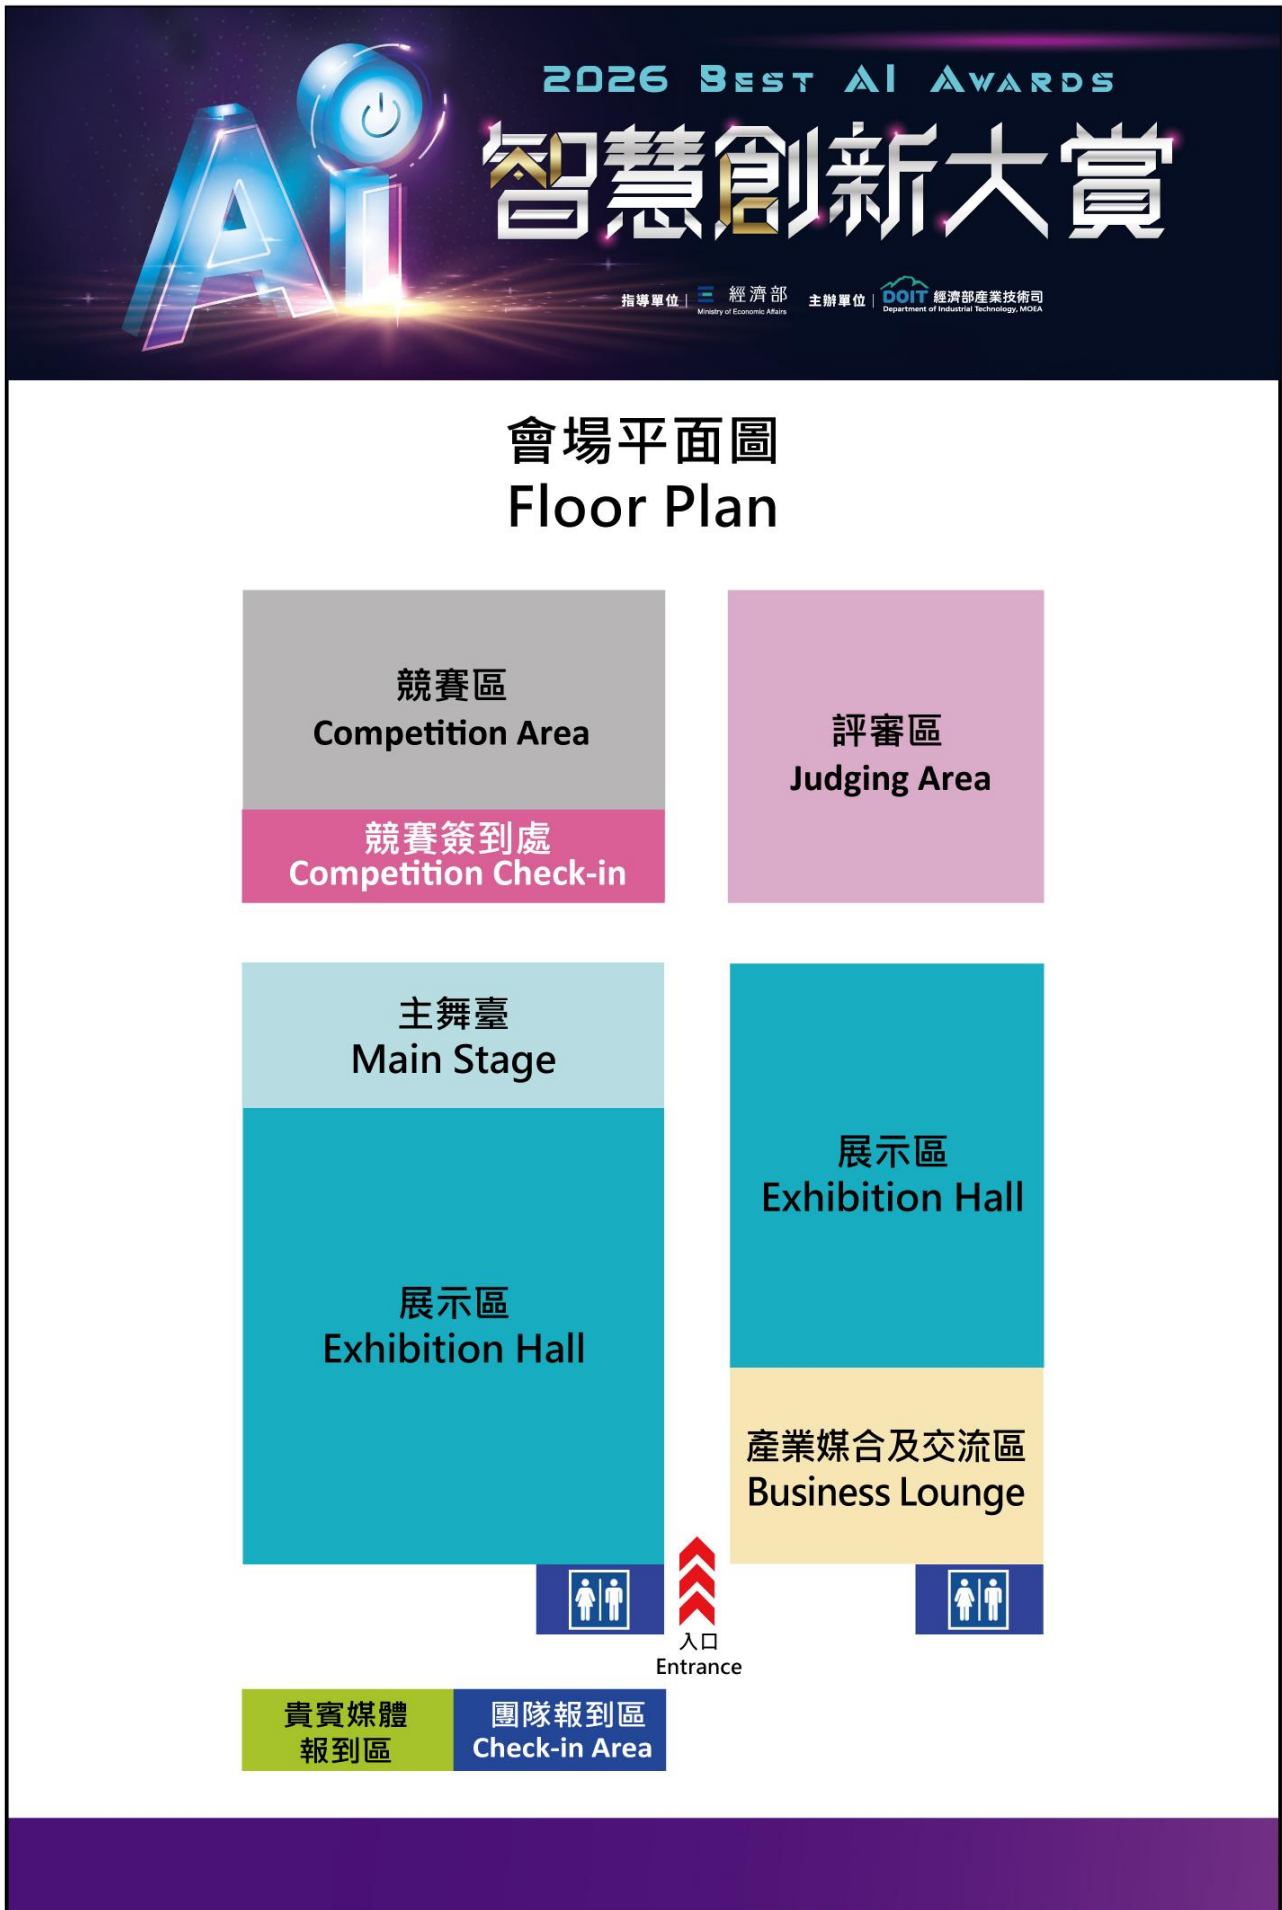 Ai
2026 BEST AI AWARDS
智慧創新大賞
指導單位 | 經濟部 主辦單位 | DOIT 經濟部產業技術司
Ministry of Economic Affairs Department of Industrial Technology, MOEA
會場平面圖
Floor Plan
競賽區
Competition Area
競賽簽到處
Competition Check-in
評審區
Judging Area
主舞臺
Main Stage
展示區
Exhibition Hall
展示區
Exhibition Hall
產業媒合及交流區
Business Lounge
入口
Entrance
貴賓媒體
報到區
團隊報到區
Check-in Area